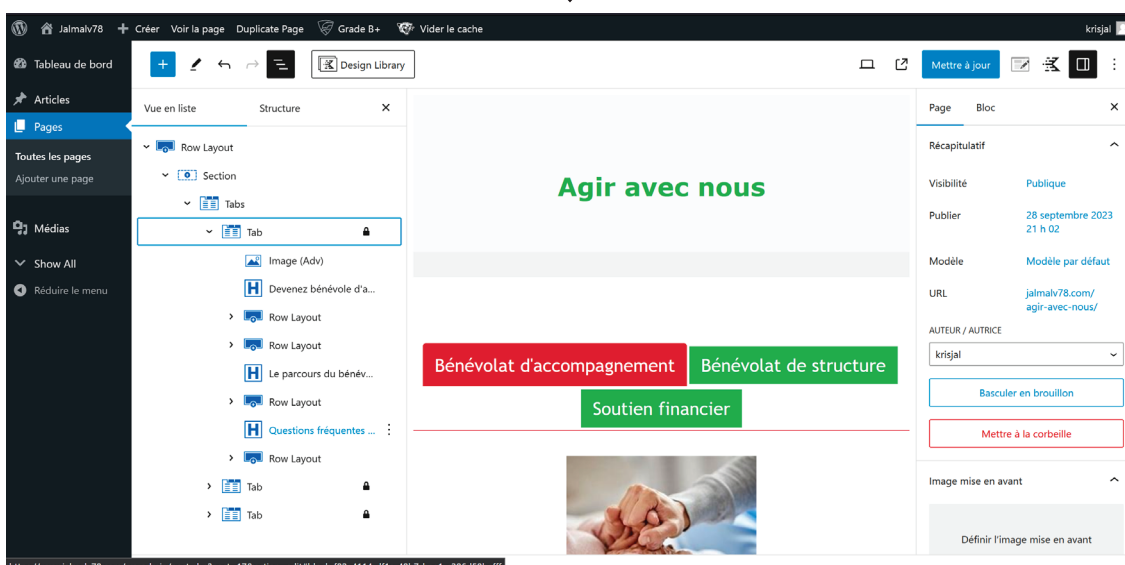 Jalmalv78 Créer Voir la page Duplicate Page Grade B+ Vider le cache krisjal
Tableau de bord
Articles
Pages
Toutes les pages
Ajouter une page
Médias
Show All
Réduire le menu
Design Library
Mettre à jour
Vue en liste Structure
Row Layout
Section
Tabs
Tab
Image (Adv)
Devenez bénévole d'a...
Row Layout
Row Layout
Le parcours du bénév...
Row Layout
Questions fréquentes ...
Row Layout
Tab
Tab
Agir avec nous
Bénévolat d'accompagnement Bénévolat de structure
Soutien financier
Page Bloc
Récapitulatif
Visibilité Publique
Publier 28 septembre 2023
21 h 02
Modèle Modèle par défaut
URL jalmalv78.com/
agir-avec-nous/
AUTEUR / AUTRICE
krisjal
Basculer en brouillon
Mettre à la corbeille
Image mise en avant
Définir l'image mise en avant